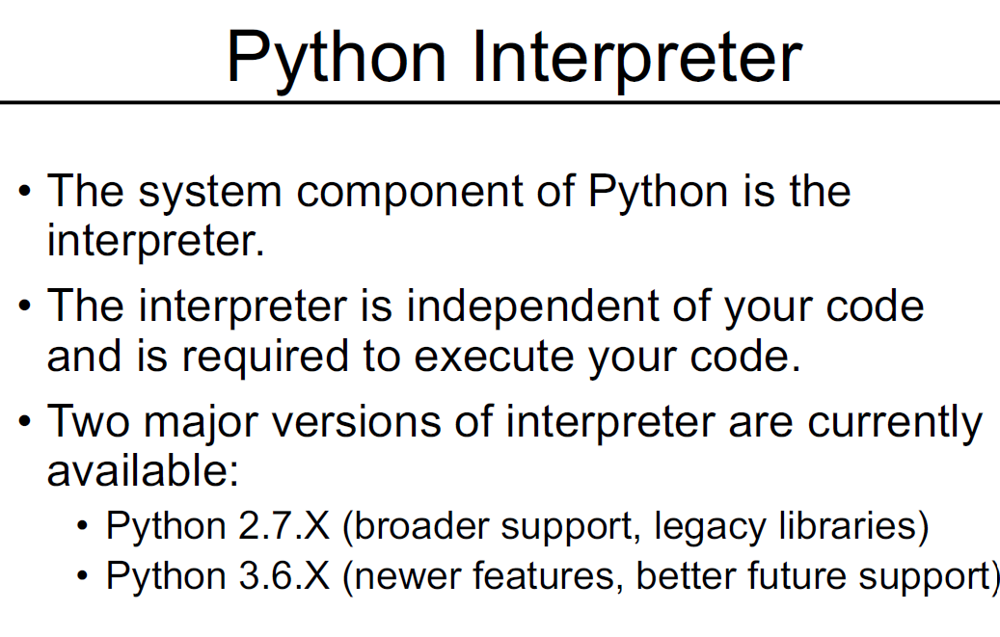 Python Interpreter
• The system component of Python is the
interpreter.
• The interpreter is independent of your code
and is required to execute your code.
• Two major versions of interpreter are currently
available:
• Python 2.7.X (broader support, legacy libraries)
• Python 3.6.X (newer features, better future support)